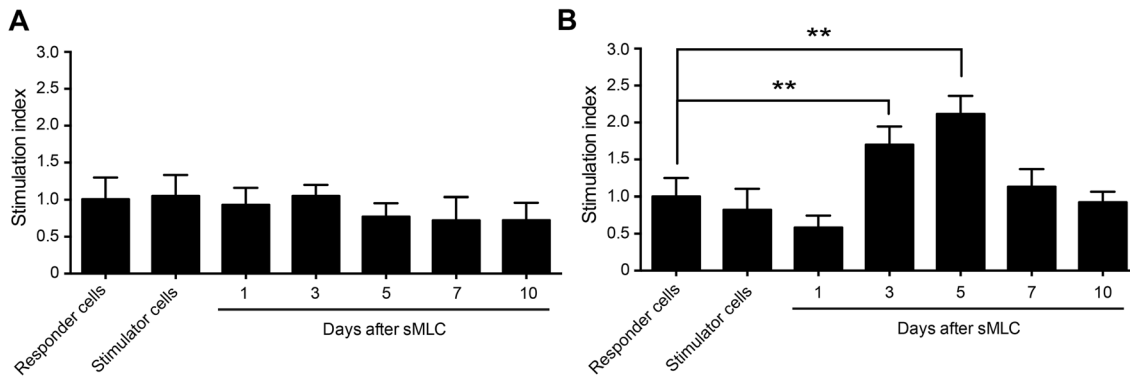 A
Stimulation index
3.0
2.5
2.0
1.5
1.0
0.5
0
Responder cells
Stimulator cells
1 3 5 7 10
Days after sMLC
B
Stimulation index
3.0
2.5
2.0
1.5
1.0
0.5
0
**
**
Responder cells
Stimulator cells
1 3 5 7 10
Days after sMLC